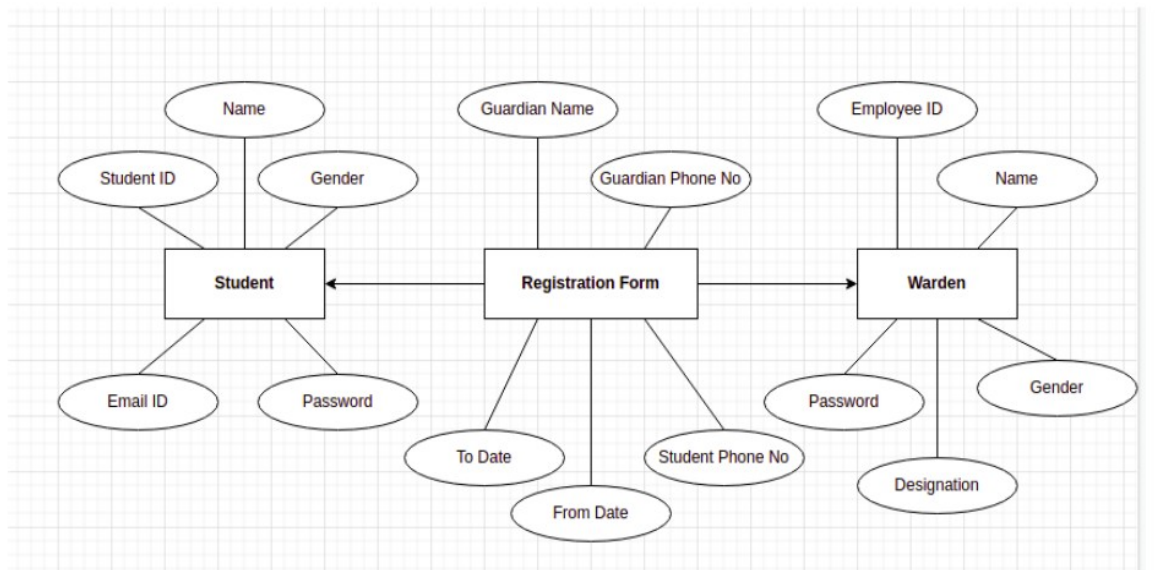 Name
Guardian Name
Employee ID
Student ID
Gender
Guardian Phone No
Name
Student
Registration Form
Warden
Email ID
Password
Password
Gender
To Date
Student Phone No
Designation
From Date